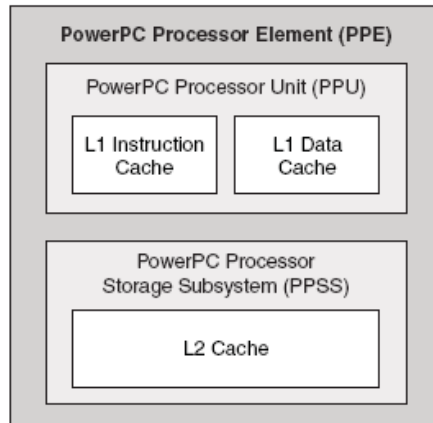 PowerPC Processor Element (PPE)
PowerPC Processor Unit (PPU)
L1 Instruction
Cache
L1 Data
Cache
PowerPC Processor
Storage Subsystem (PPSS)
L2 Cache